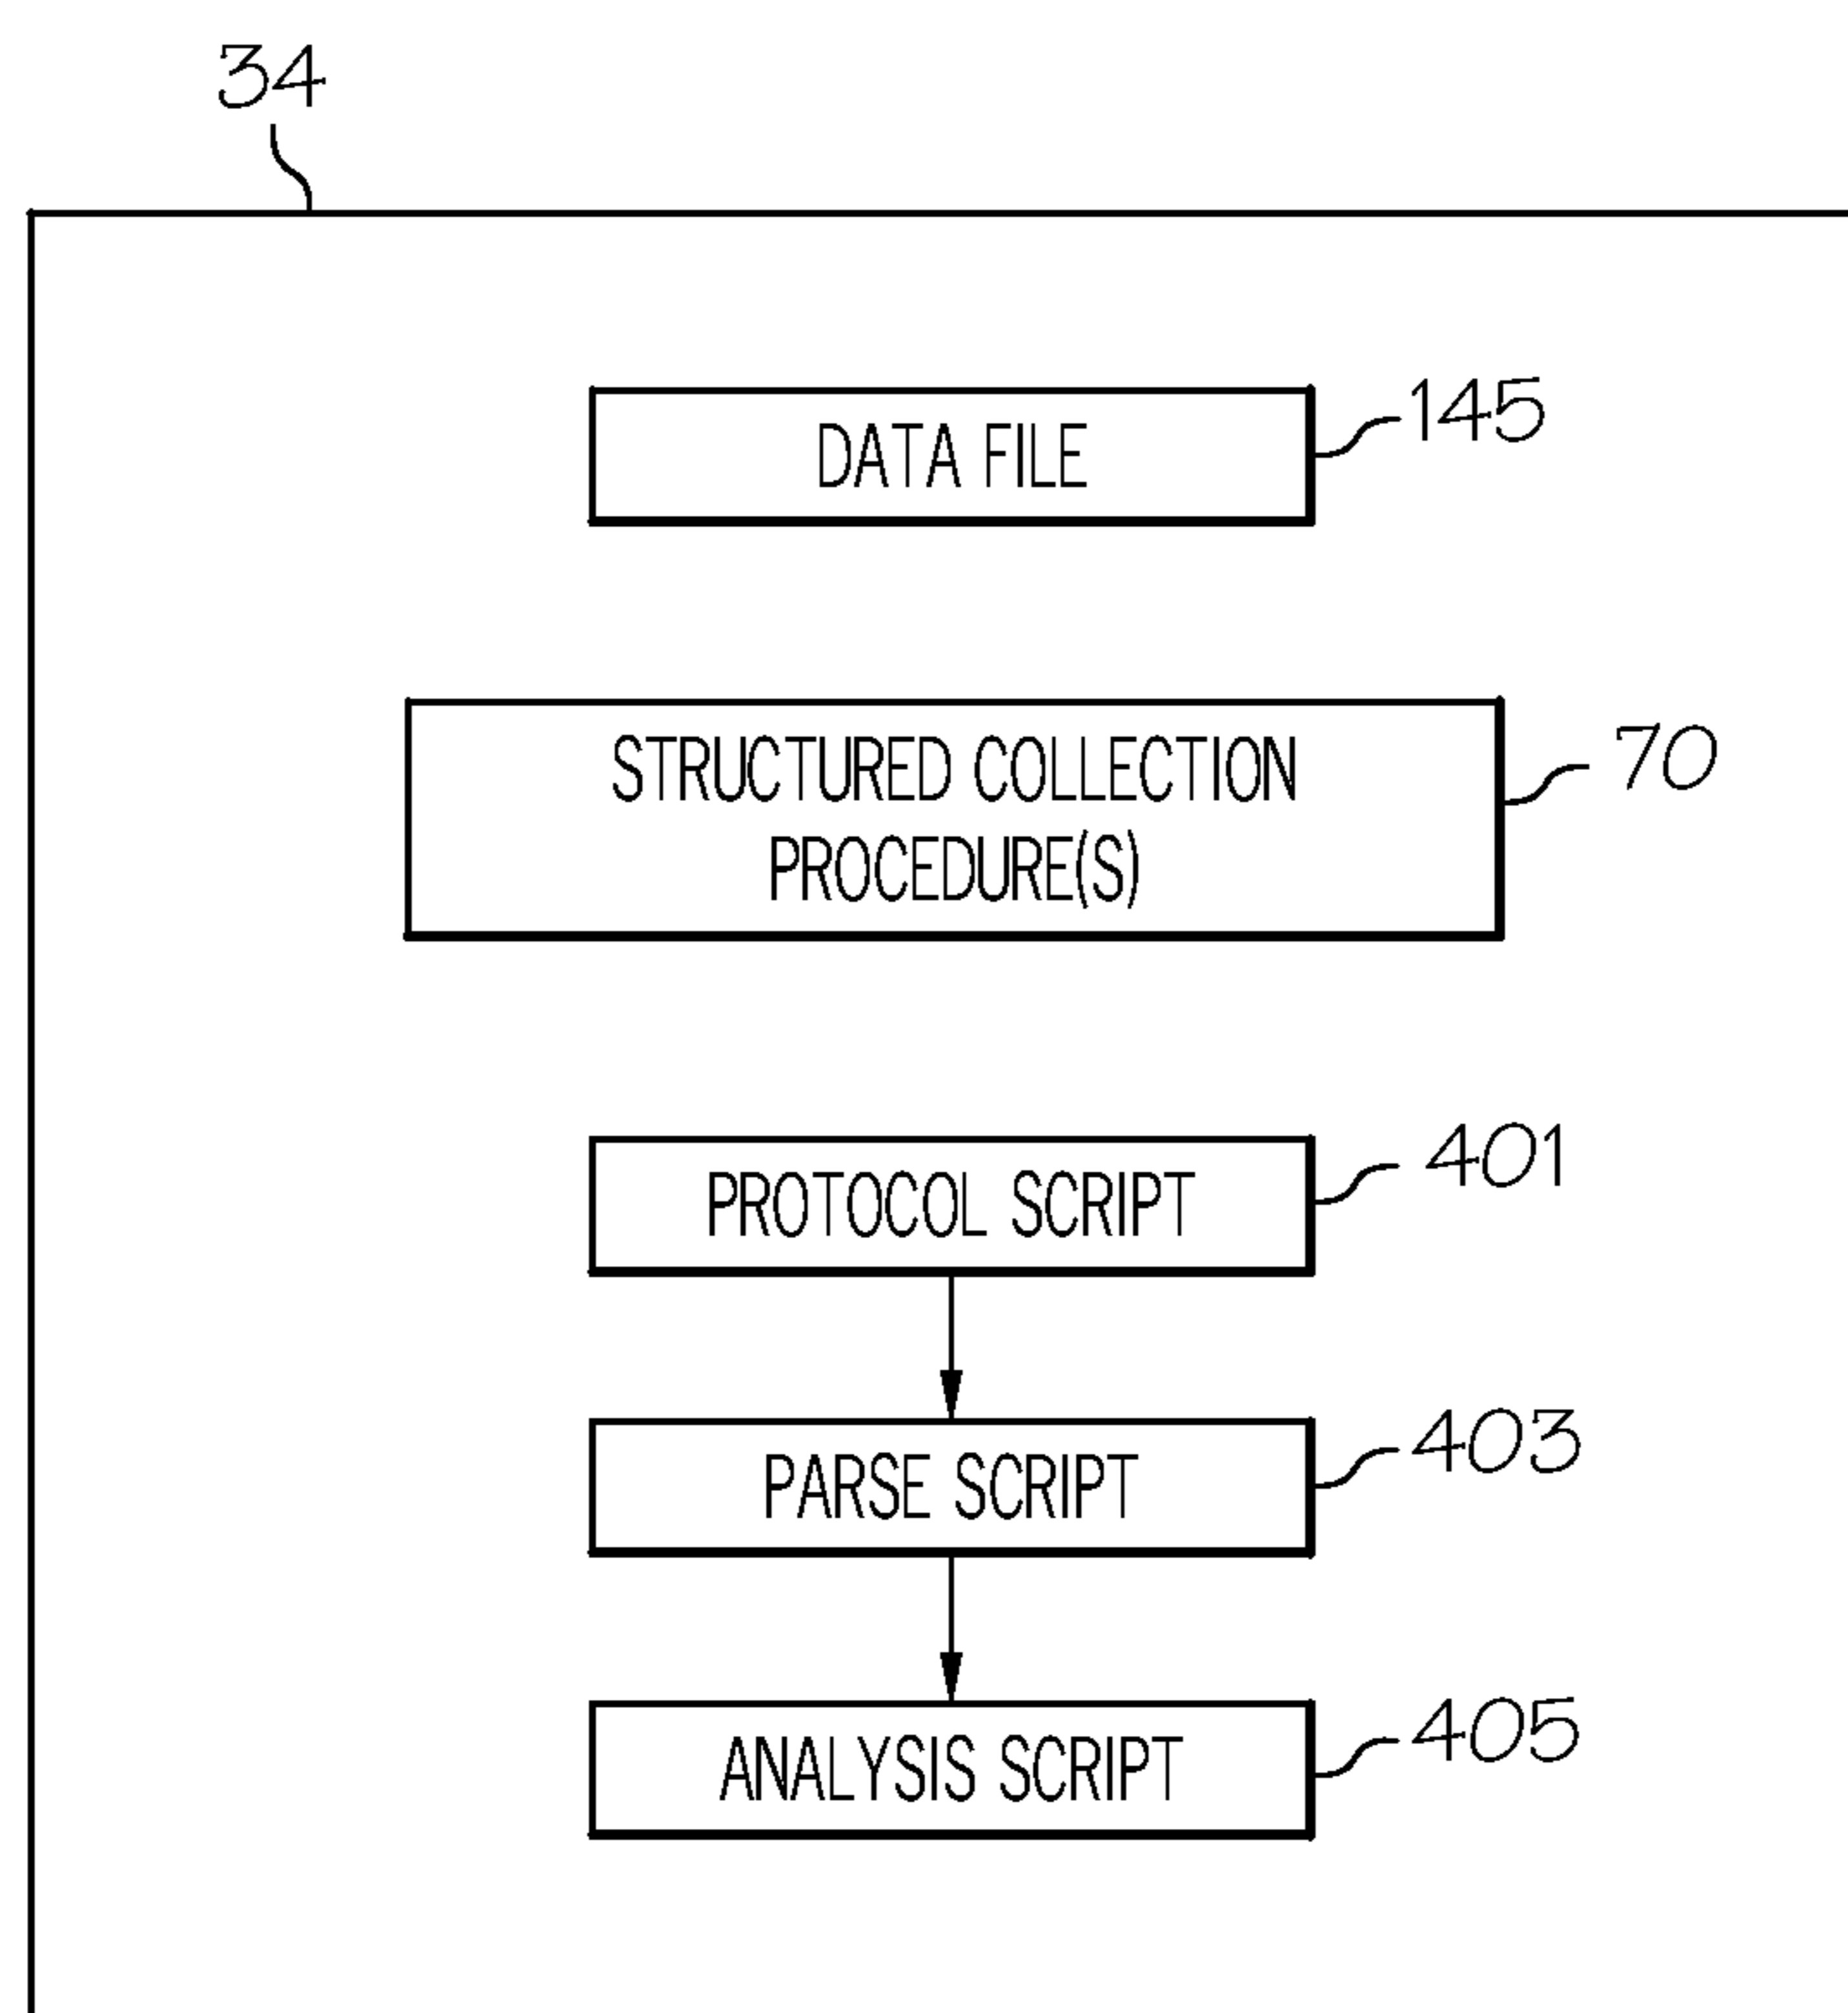 34
DATA FILE
145
STRUCTURED COLLECTION
PROCEDURE(S)
70
PROTOCOL SCRIPT
401
PARSE SCRIPT
403
ANALYSIS SCRIPT
405